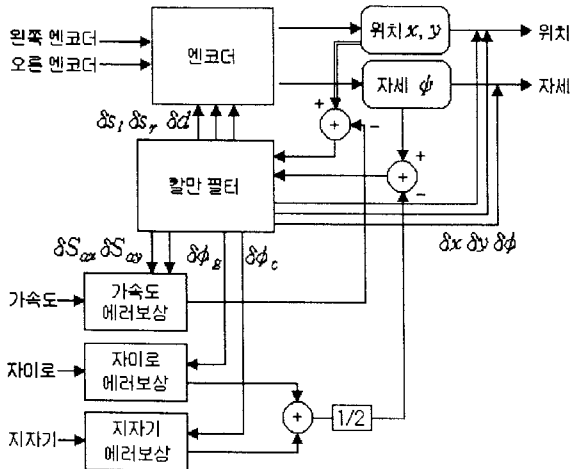 왼쪽 엔코더
오른 엔코더
엔코더
위치 x, y
위치
자세 ψ
자세
+
+
−
δs_l δs_r δd
칼만 필터
+
+
−
δS_ax δS_ay
δϕ_g
δϕ_c
δx δy δϕ
가속도
가속도
에러보상
자이로
자이로
에러보상
+
1/2
지자기
지자기
에러보상